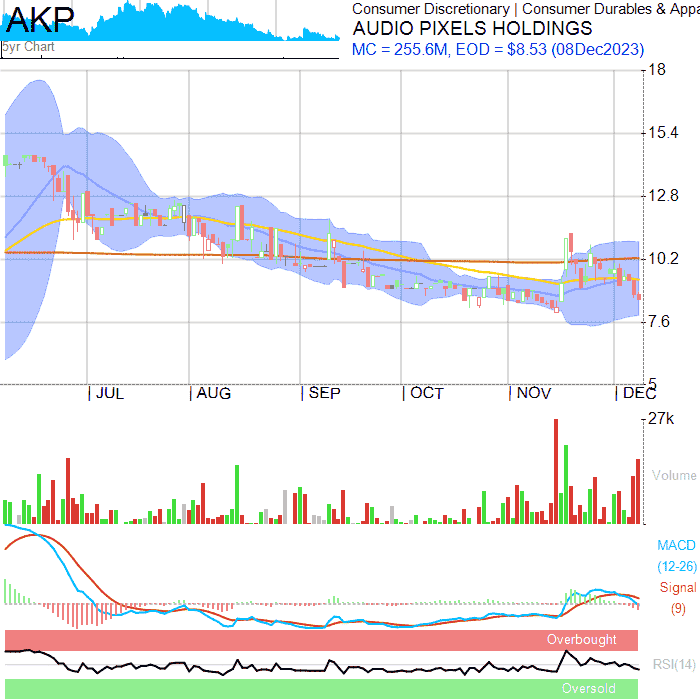 AKP
5yr Chart
Consumer Discretionary | Consumer Durables & Appa
AUDIO PIXELS HOLDINGS
MC = 255.6M, EOD = $8.53 (08Dec2023)
18
15.4
12.8
10.2
7.6
5
JUL AUG SEP OCT NOV DEC
27k
Volume
MACD
(12-26)
Signal
(9)
Overbought
RSI(14)
Oversold